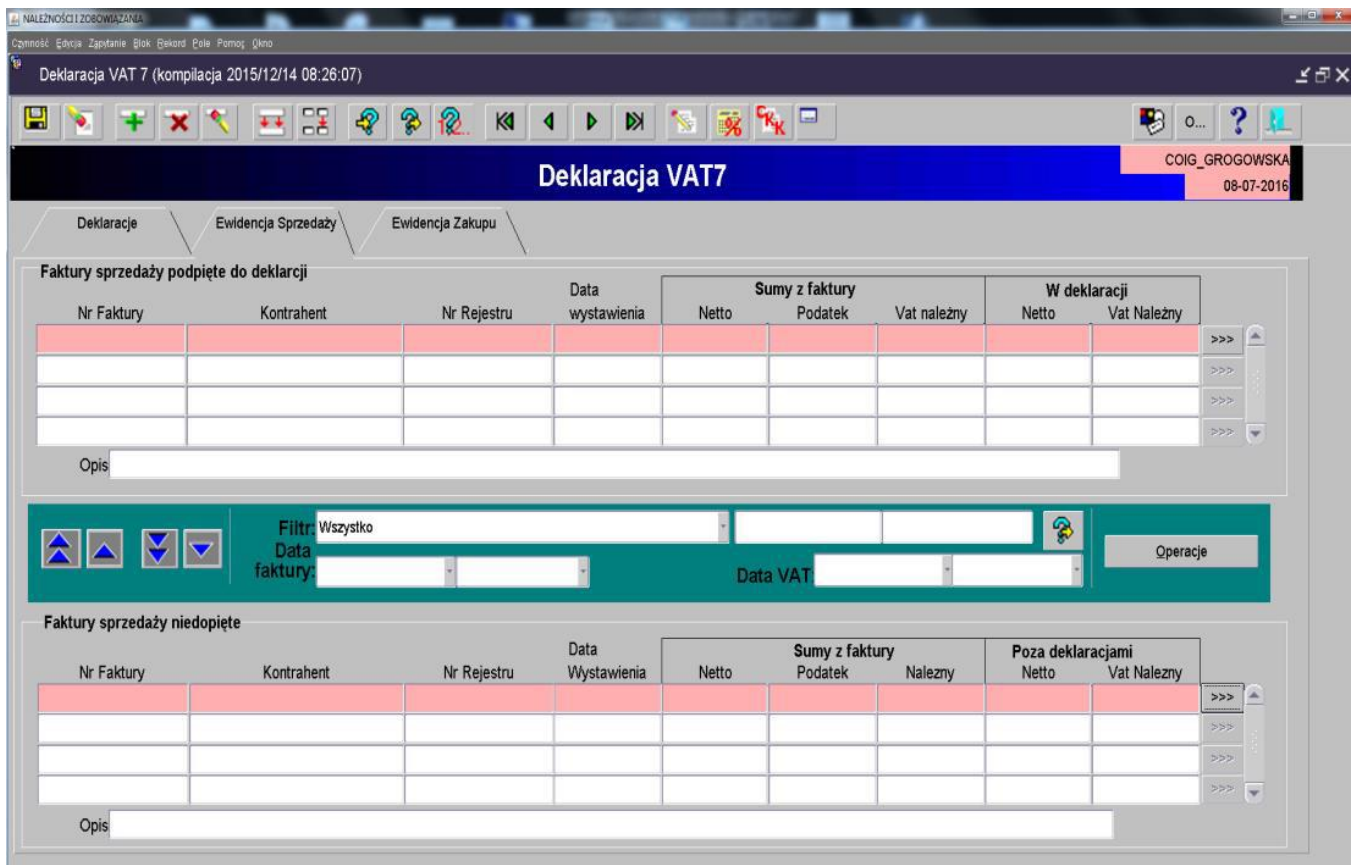 NALEŻNOŚCI I ZOBOWIĄZANIA
Czynność Edycja Zapytanie Blok Rekord Pole Pomoc Okno
Deklaracja VAT 7 (kompilacja 2015/12/14 08:26:07)
O... ?
Deklaracja VAT7
COIG_GROGOWSKA
08-07-2016
Deklaracje Ewidencja Sprzedaży Ewidencja Zakupu
Faktury sprzedaży podpięte do deklarcji
Data Sumy z faktury W deklaracji
Nr Faktury Kontrahent Nr Rejestru wystawienia Netto Podatek Vat należny Netto Vat Należny
>>>
>>>
>>>
>>>
Opis
Filtr: Wszystko
Data
faktury:
Data VAT:
Operacje
Faktury sprzedaży niedopięte
Data Sumy z faktury Poza deklaracjami
Nr Faktury Kontrahent Nr Rejestru Wystawienia Netto Podatek Nalezny Netto Vat Nalezny
>>>
>>>
>>>
>>>
Opis